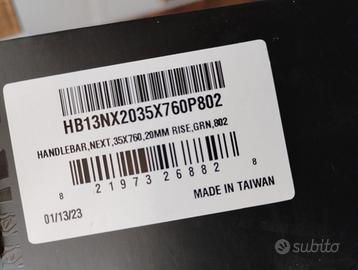 HB13NX2035X760P802
HANDLEBAR,NEXT,35X760,20MM RISE,GRN,802
8 21973 26882 8
MADE IN TAIWAN
01/13/23
subito